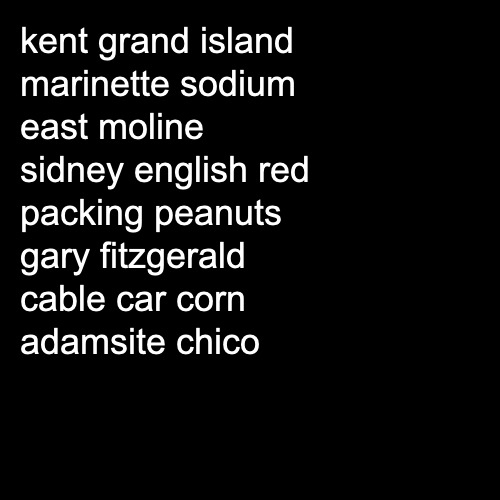 kent grand island
marinette sodium
east moline
sidney english red
packing peanuts
gary fitzgerald
cable car corn
adamsite chico